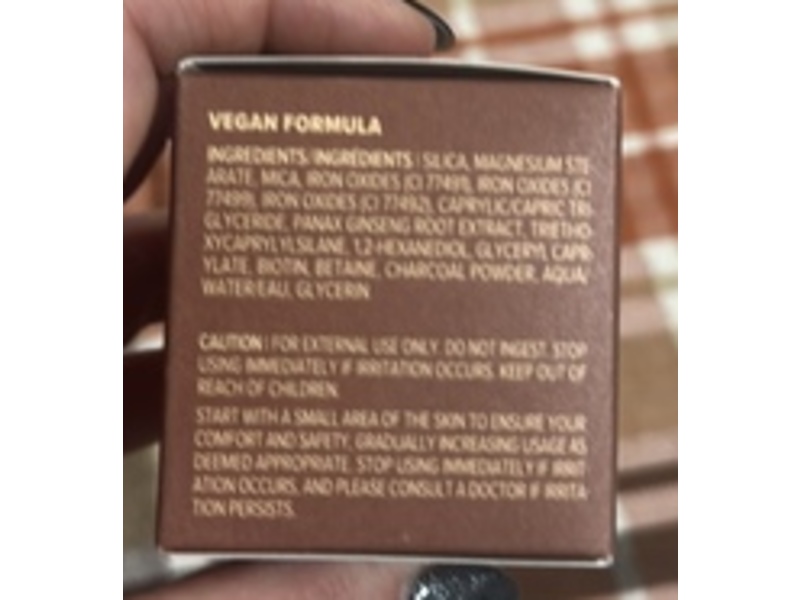 VEGAN FORMULA
INGREDIENTS/INGRÉDIENTS | SILICA, MAGNESIUM STE
ARATE, MICA, IRON OXIDES (CI 77491), IRON OXIDES (CI
77499), IRON OXIDES (CI 77492), CAPRYLIC/CAPRIC TRI-
GLYCERIDE, PANAX GINSENG ROOT EXTRACT, TRIETHO-
XYCAPRYLYLSILANE, 1,2-HEXANEDIOL, GLYCERYL CAPR-
YLATE, BIOTIN, BETAINE, CHARCOAL POWDER, AQUA/
WATER/EAU, GLYCERIN
CAUTION | FOR EXTERNAL USE ONLY. DO NOT INGEST. STOP
USING IMMEDIATELY IF IRRITATION OCCURS. KEEP OUT OF
REACH OF CHILDREN.
START WITH A SMALL AREA OF THE SKIN TO ENSURE YOUR
COMFORT AND SAFETY, GRADUALLY INCREASING USAGE AS
DEEMED APPROPRIATE. STOP USING IMMEDIATELY IF IRRIT
ATION OCCURS, AND PLEASE CONSULT A DOCTOR IF IRRITA-
TION PERSISTS.